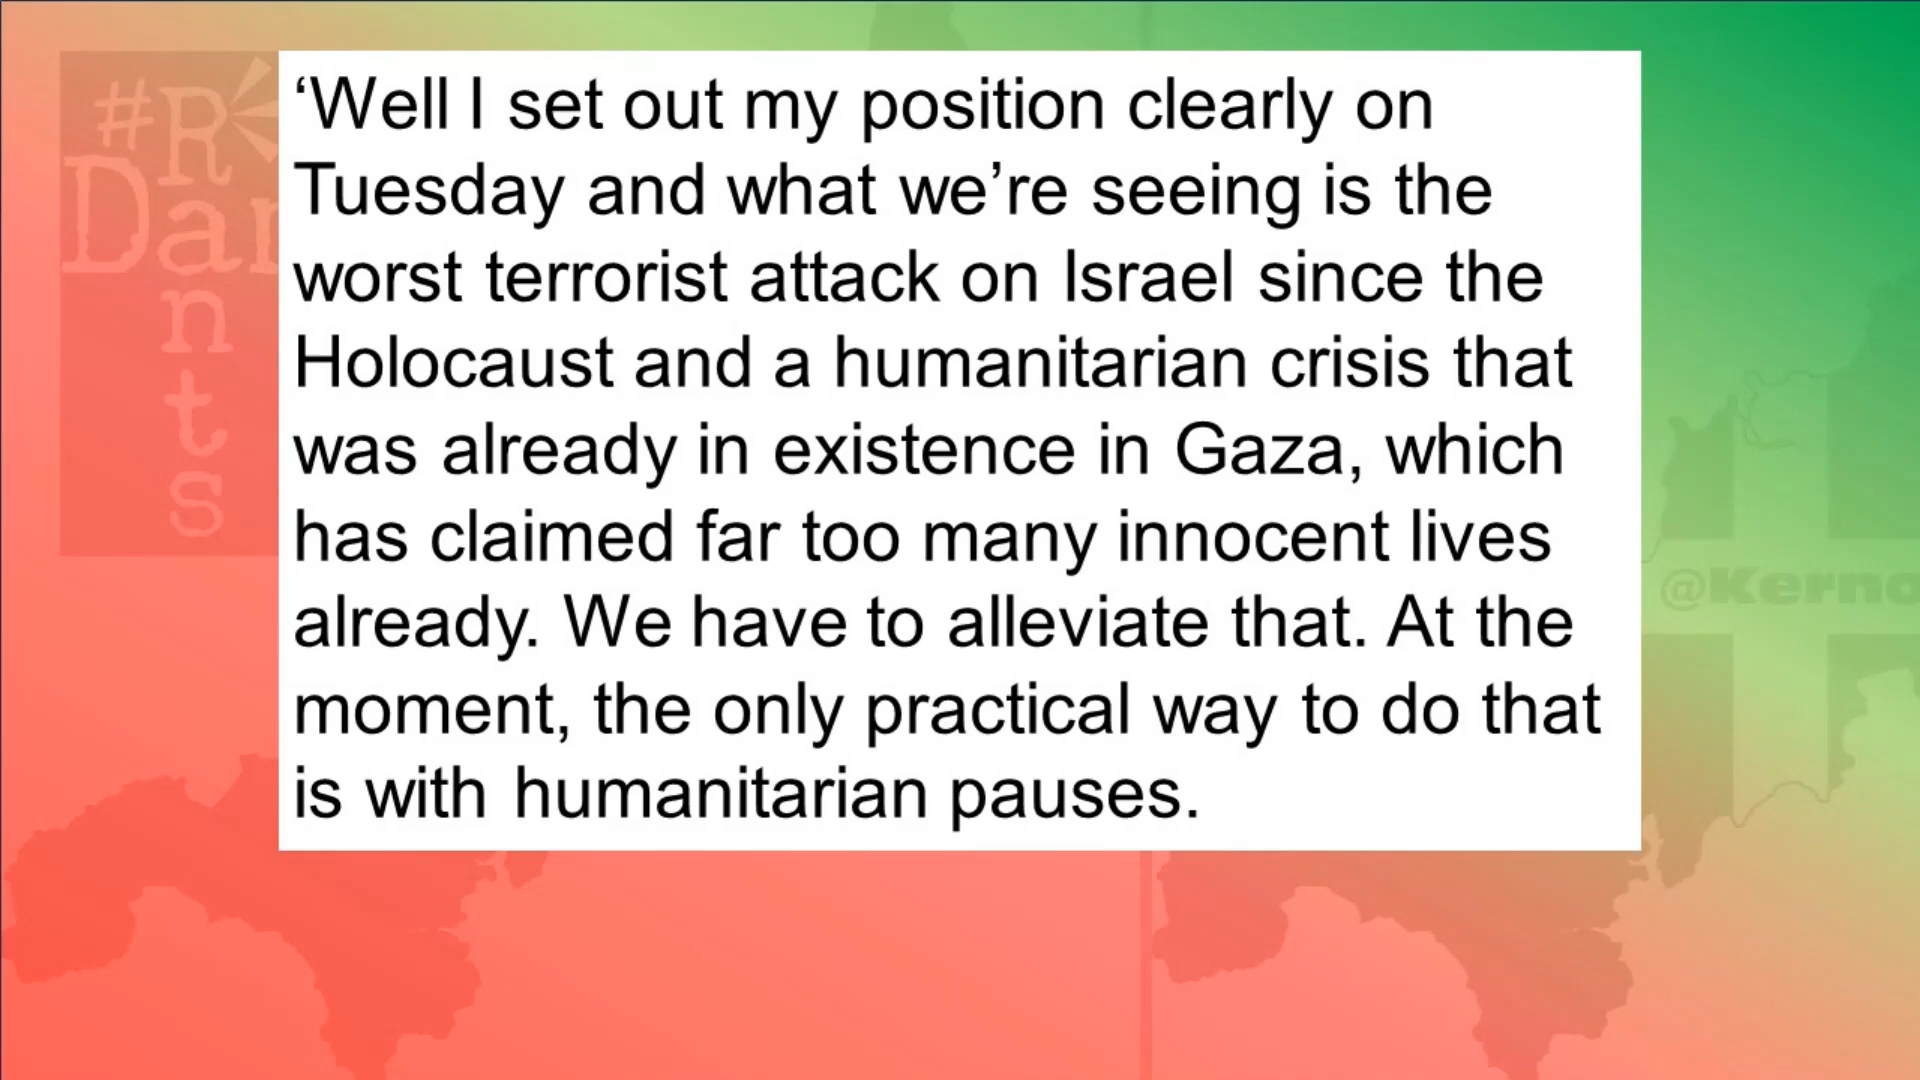 #R
Dan
n
t
s
‘Well I set out my position clearly on
Tuesday and what we’re seeing is the
worst terrorist attack on Israel since the
Holocaust and a humanitarian crisis that
was already in existence in Gaza, which
has claimed far too many innocent lives
already. We have to alleviate that. At the
moment, the only practical way to do that
is with humanitarian pauses.
@Kerno